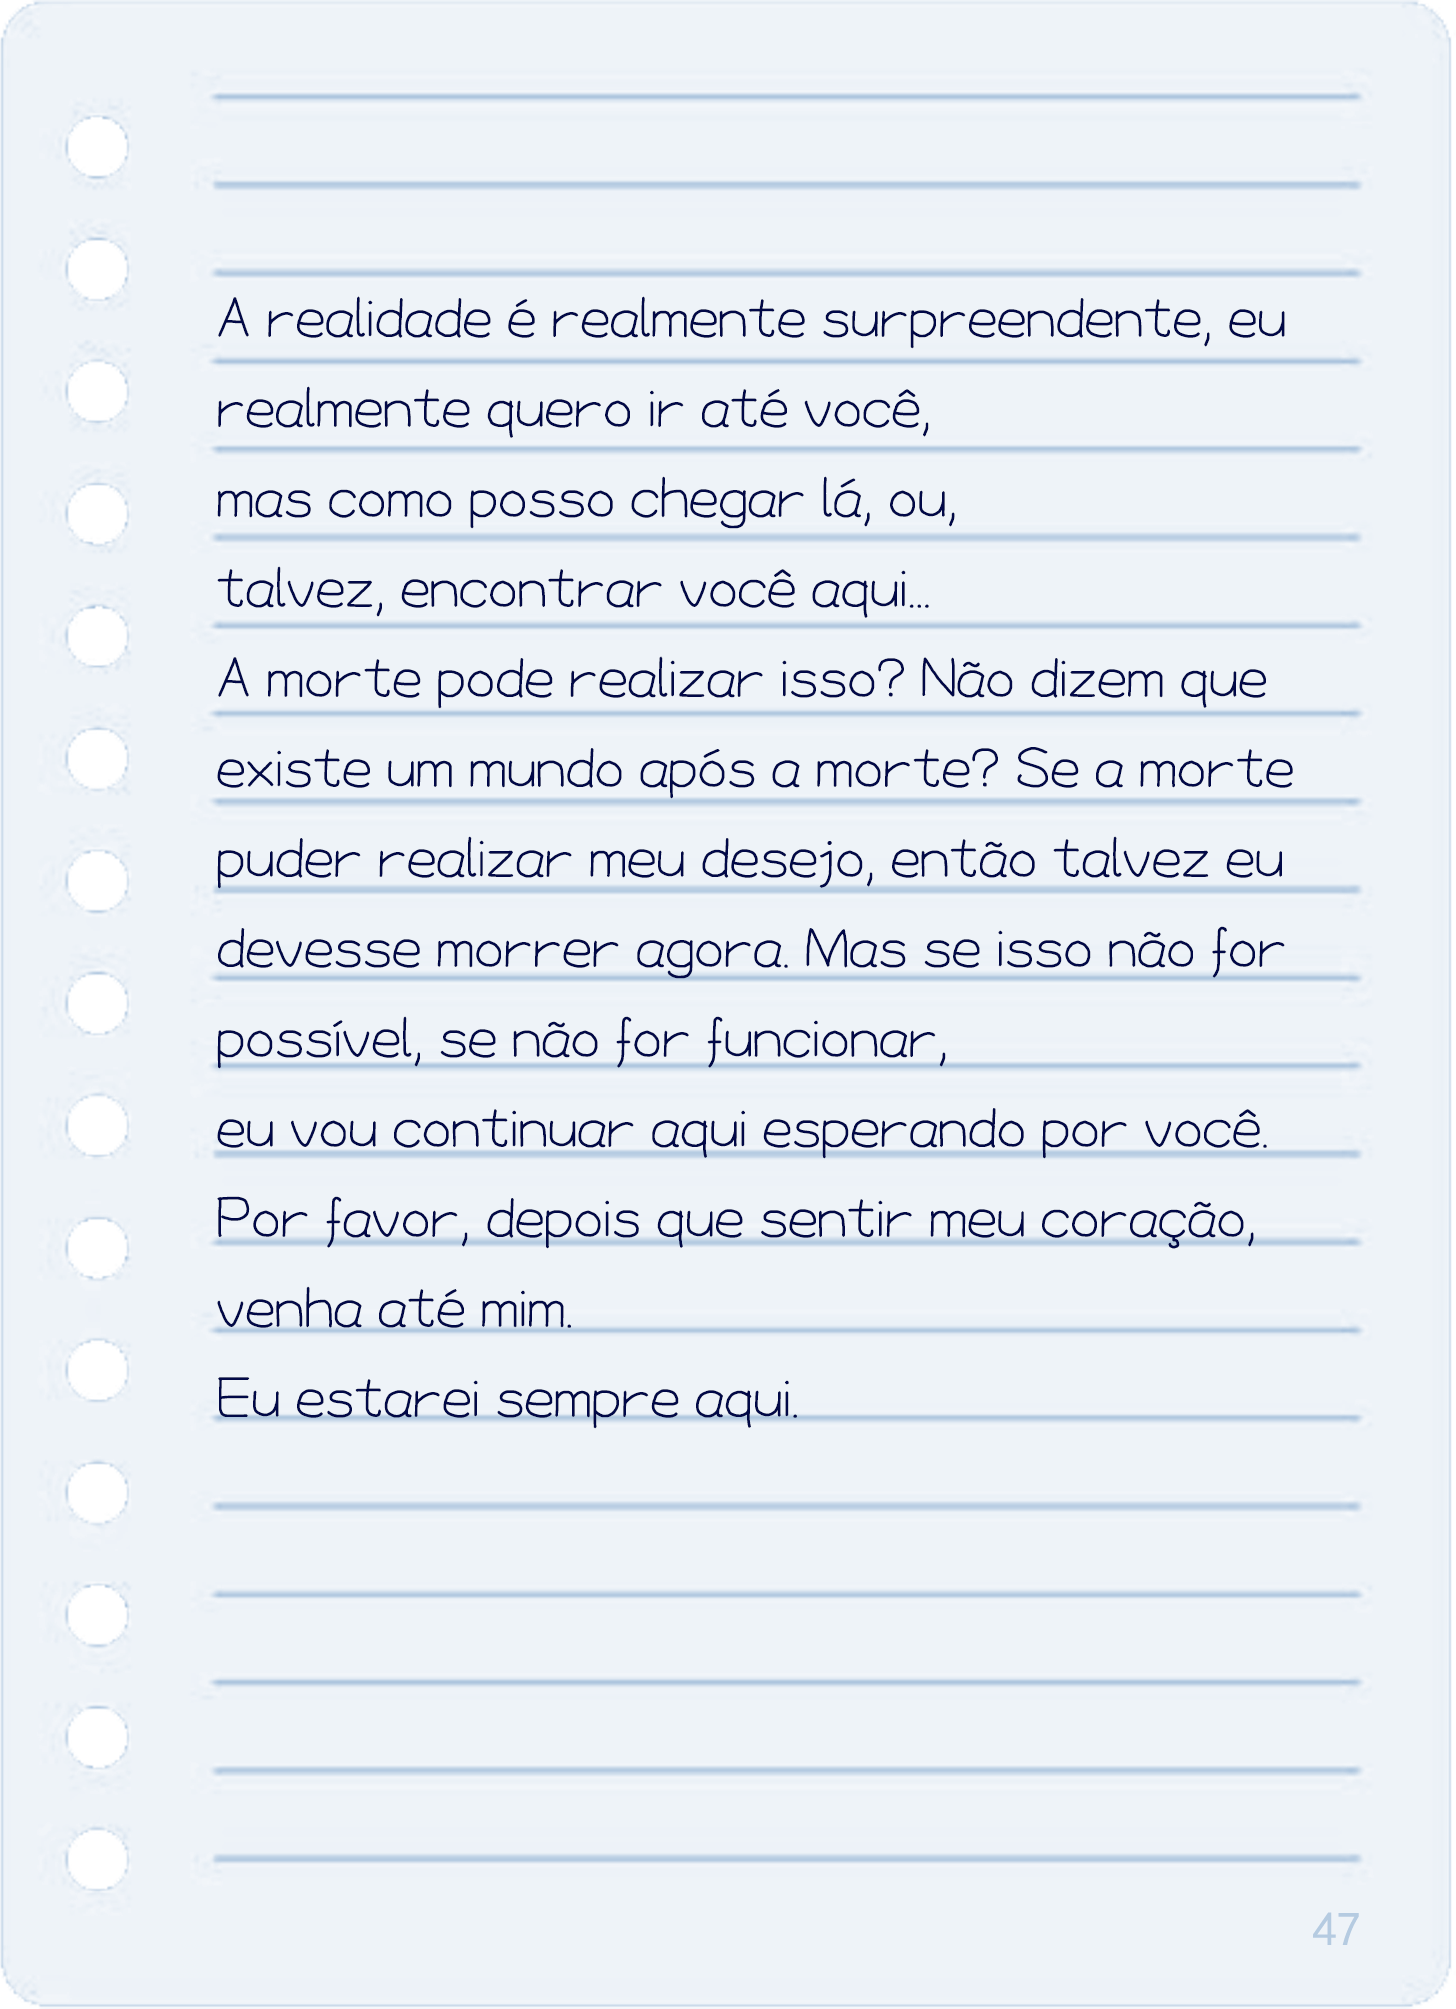 A realidade é realmente surpreendente, eu
realmente quero ir até você,
mas como posso chegar lá, ou,
talvez, encontrar você aqui...
A morte pode realizar isso? Não dizem que
existe um mundo após a morte? Se a morte
puder realizar meu desejo, então talvez eu
devesse morrer agora. Mas se isso não for
possível, se não for funcionar,
eu vou continuar aqui esperando por você.
Por favor, depois que sentir meu coração,
venha até mim.
Eu estarei sempre aqui.
47